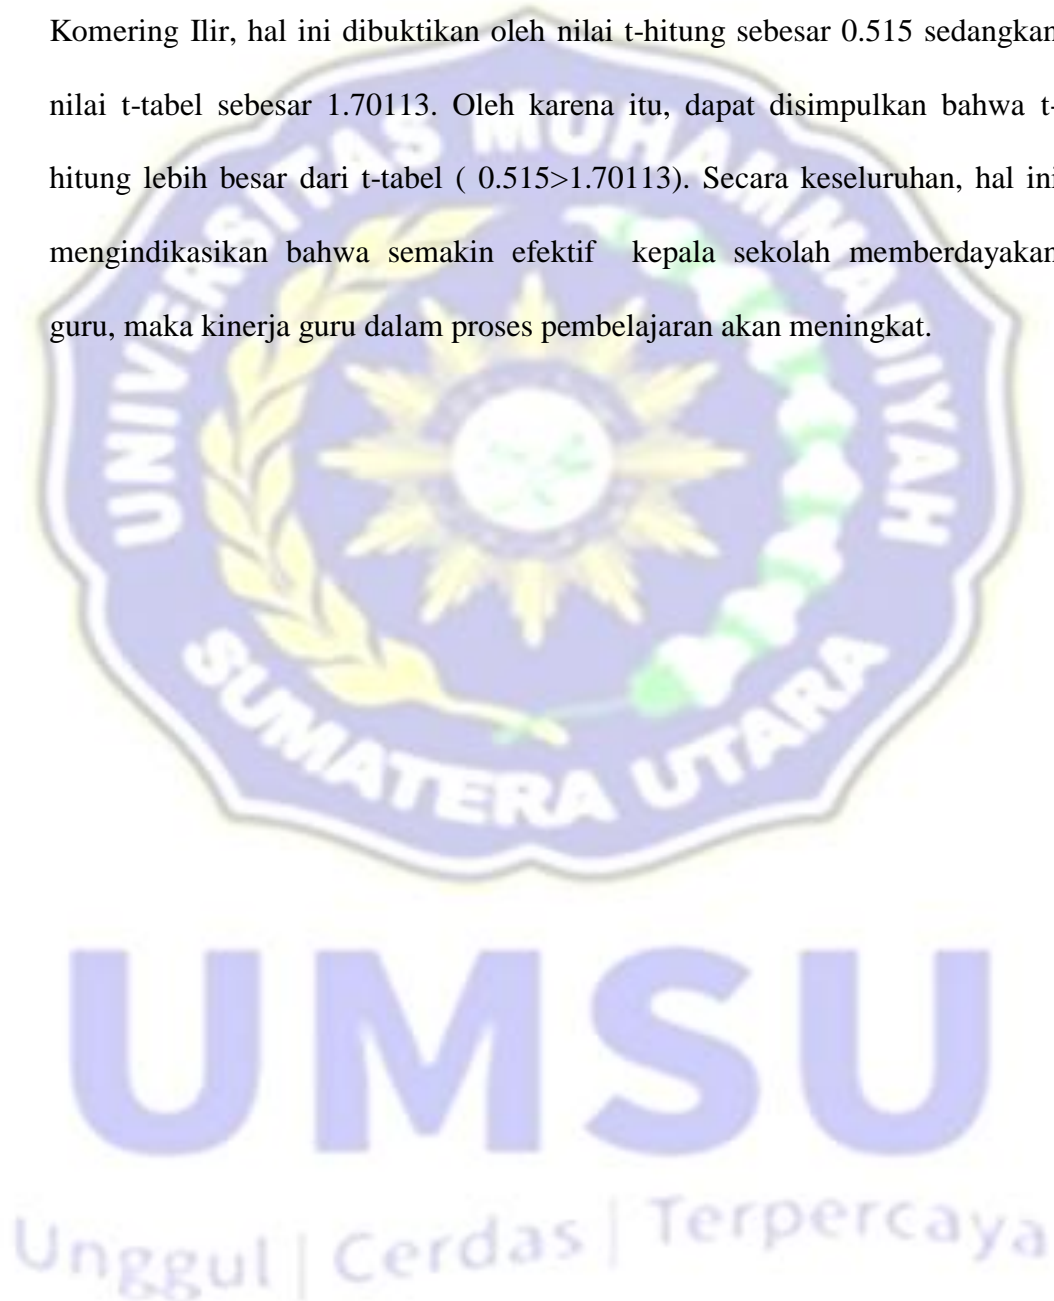 Komering Ilir, hal ini dibuktikan oleh nilai t-hitung sebesar 0.515 sedangkan
nilai t-tabel sebesar 1.70113. Oleh karena itu, dapat disimpulkan bahwa t-
hitung lebih besar dari t-tabel ( 0.515>1.70113). Secara keseluruhan, hal ini
mengindikasikan bahwa semakin efektif kepala sekolah memberdayakan
guru, maka kinerja guru dalam proses pembelajaran akan meningkat.
UNIVERSITAS MUHAMMADIYAH
SUMATERA UTARA
UMSU
Unggul | Cerdas | Terpercaya